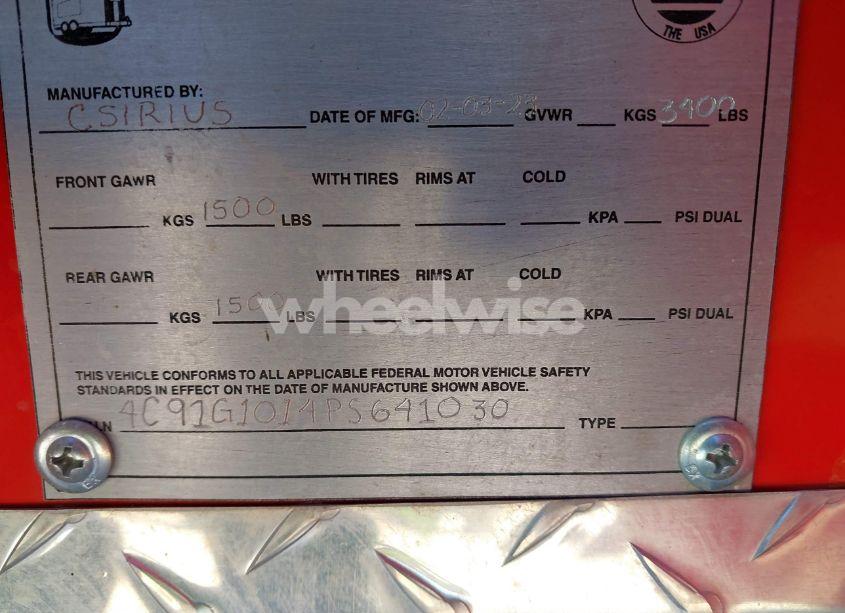 THE USA
MANUFACTURED BY:
CSIRIUS DATE OF MFG: 02-03-23 GVWR KGS 3400 LBS
FRONT GAWR WITH TIRES RIMS AT COLD
KGS 1500 LBS KPA PSI DUAL
REAR GAWR WITH TIRES RIMS AT COLD
KGS 1500 LBS KPA PSI DUAL
wheelwise
THIS VEHICLE CONFORMS TO ALL APPLICABLE FEDERAL MOTOR VEHICLE SAFETY
STANDARDS IN EFFECT ON THE DATE OF MANUFACTURE SHOWN ABOVE.
4C91G1014PS641030 TYPE